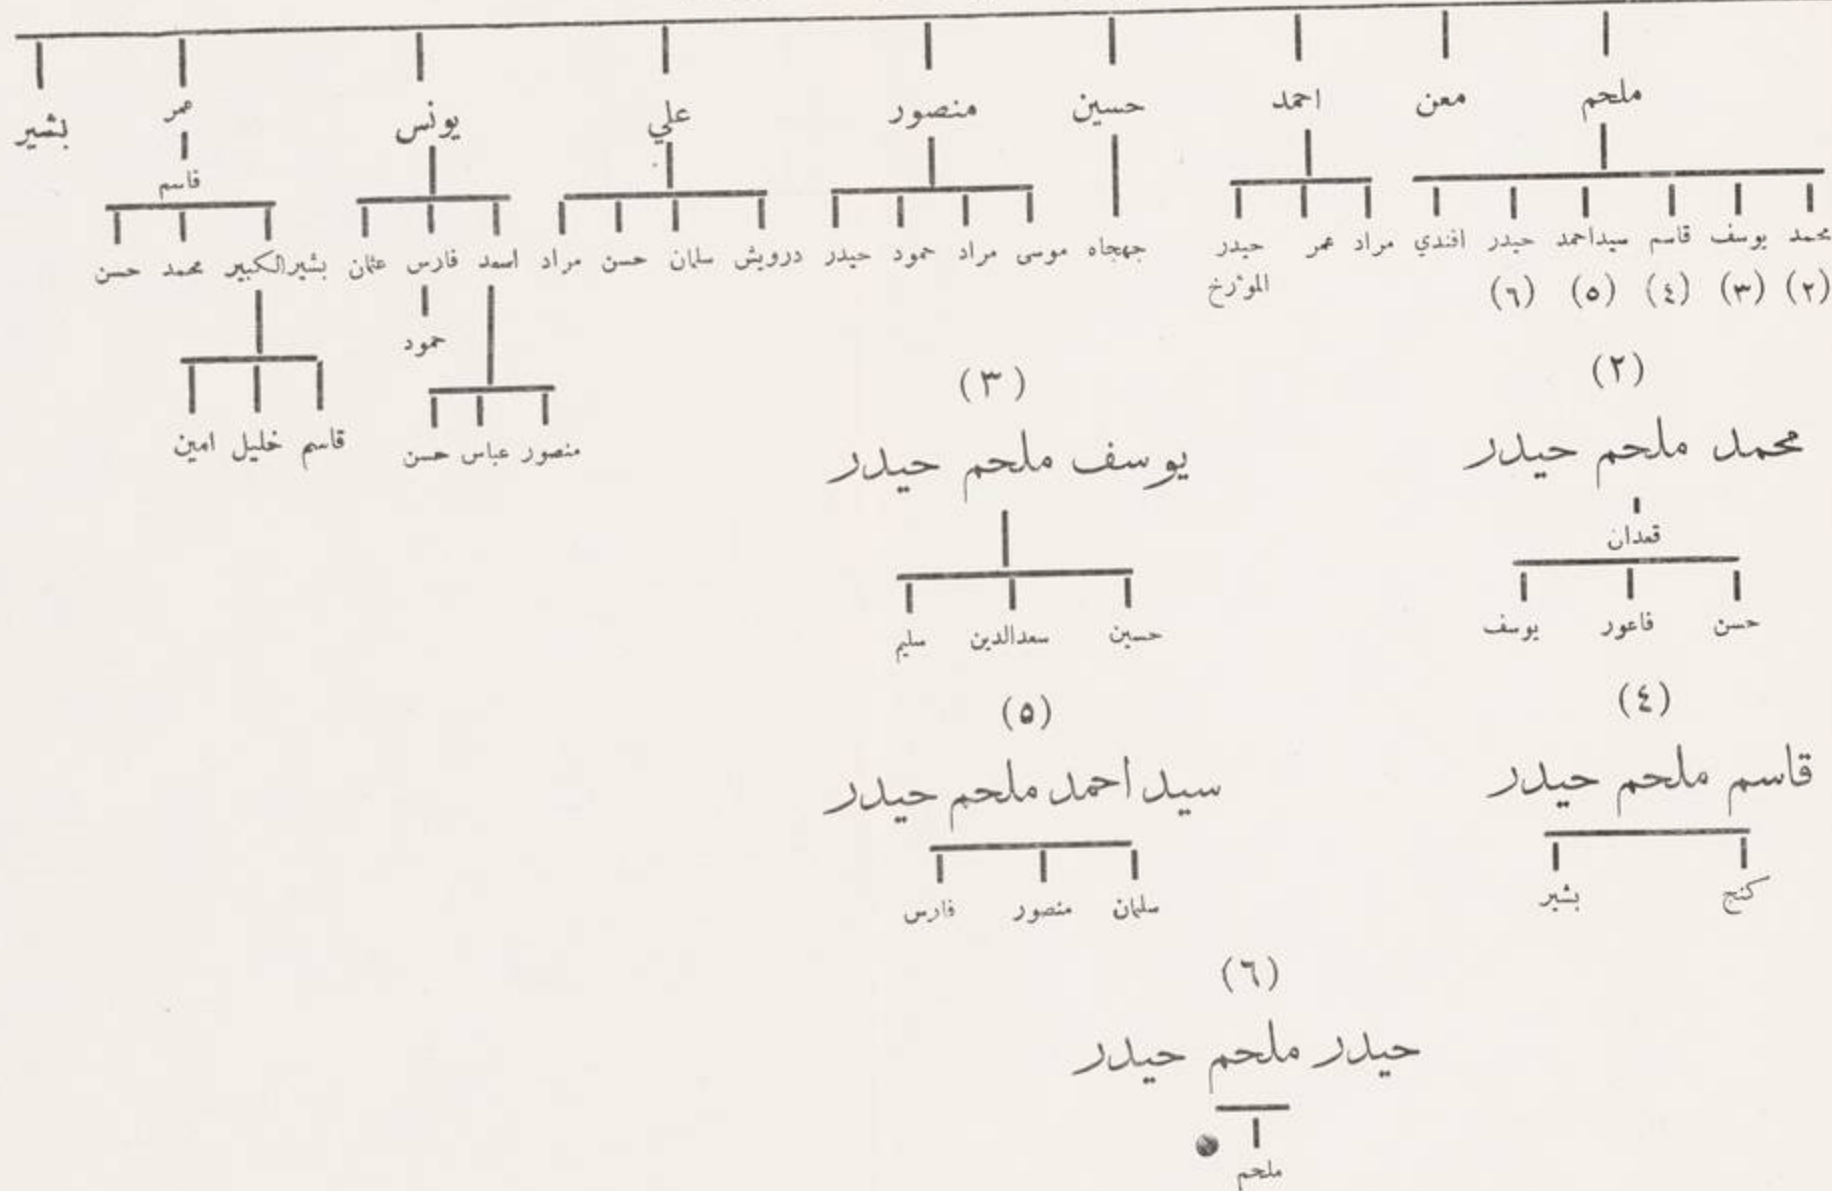 ملحم معن احمد حسين منصور علي يونس عمر بشير
قاسم
محمد يوسف قاسم سيداحمد حيدر افندي مراد عمر حيدر جهجاه موسى مراد حمود حيدر درويش سلمان حسن مراد اسعد فارس عثمان بشيرالكبير محمد حسن
(٢) (٣) (٤) (٥) (٦) المؤرخ
حمود
منصور عباس حسن قاسم خليل امين
(٢) (٣)
محمد ملحم حيدر يوسف ملحم حيدر
قعدان
حسن فاعور يوسف حسين سعدالدين سليم
(٤) (٥)
قاسم ملحم حيدر سيد احمد ملحم حيدر
كنج بشير سلمان منصور فارس
(٦)
حيدر ملحم حيدر
ملحم